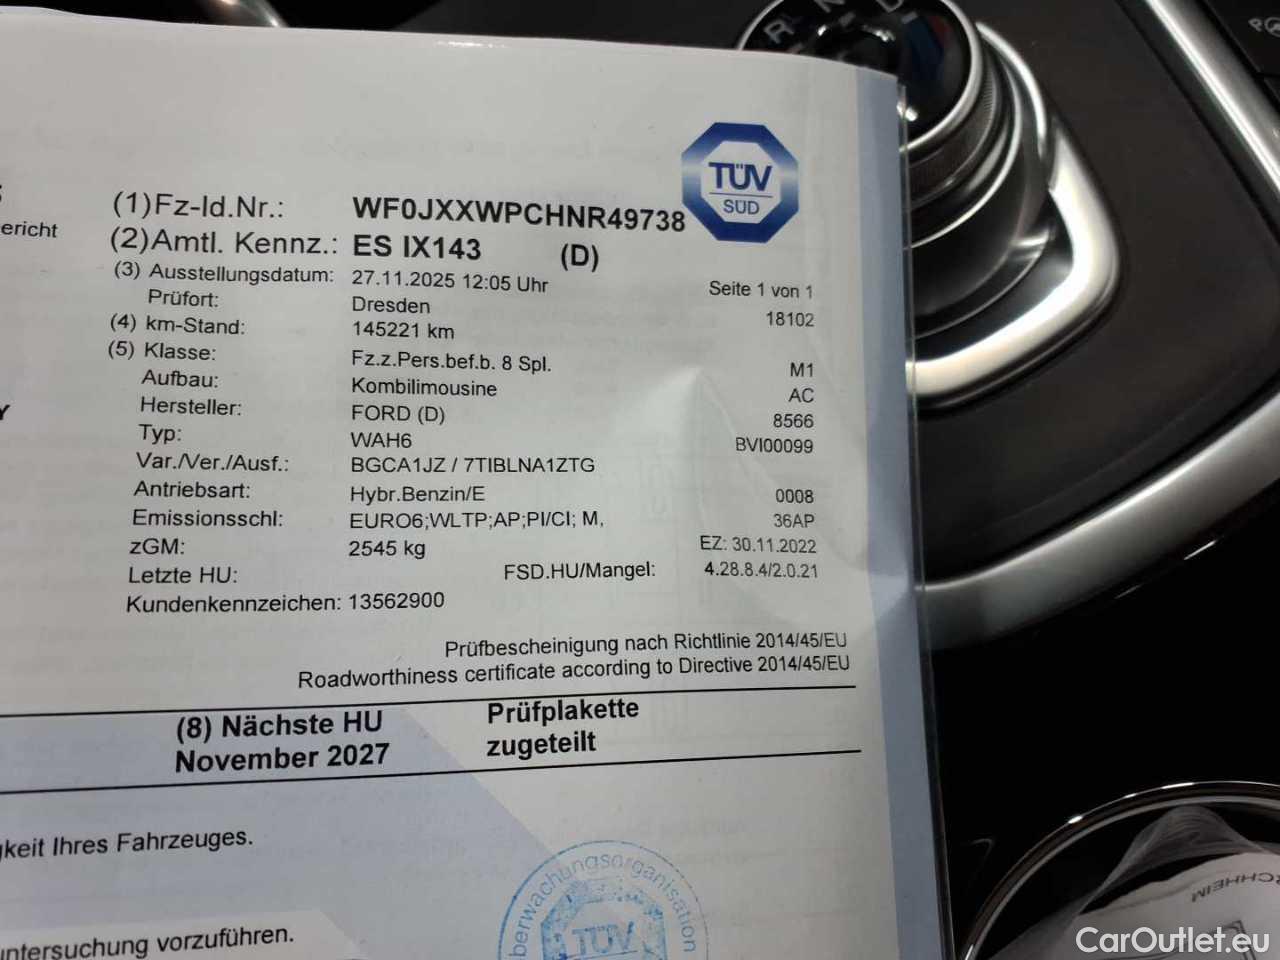 R
N
D
P
TÜV
SÜD
ericht
(1) Fz-Id.Nr.: WF0JXXWPCHNR49738
(2) Amtl. Kennz.: ES IX143 (D)
(3) Ausstellungsdatum: 27.11.2025 12:05 Uhr Seite 1 von 1
Prüfort: Dresden 18102
(4) km-Stand: 145221 km
(5) Klasse: Fz.z.Pers.bef.b. 8 Spl. M1
Aufbau: Kombilimousine AC
Hersteller: FORD (D) 8566
Typ: WAH6 BVI00099
Var./Ver./Ausf.: BGCA1JZ / 7TIBLNA1ZTG
Antriebsart: Hybr.Benzin/E 0008
Emissionsschl: EURO6;WLTP;AP;PI/CI; M, 36AP
zGM: 2545 kg EZ: 30.11.2022
Letzte HU: FSD.HU/Mangel: 4.28.8.4/2.0.21
Kundenkennzeichen: 13562900
Prüfbescheinigung nach Richtlinie 2014/45/EU
Roadworthiness certificate according to Directive 2014/45/EU
(8) Nächste HU Prüfplakette
November 2027 zugeteilt
gkeit Ihres Fahrzeuges.
untersuchung vorzuführen.
berwachungsorganisation
TÜV
RCHHEIM
CarOutlet.eu